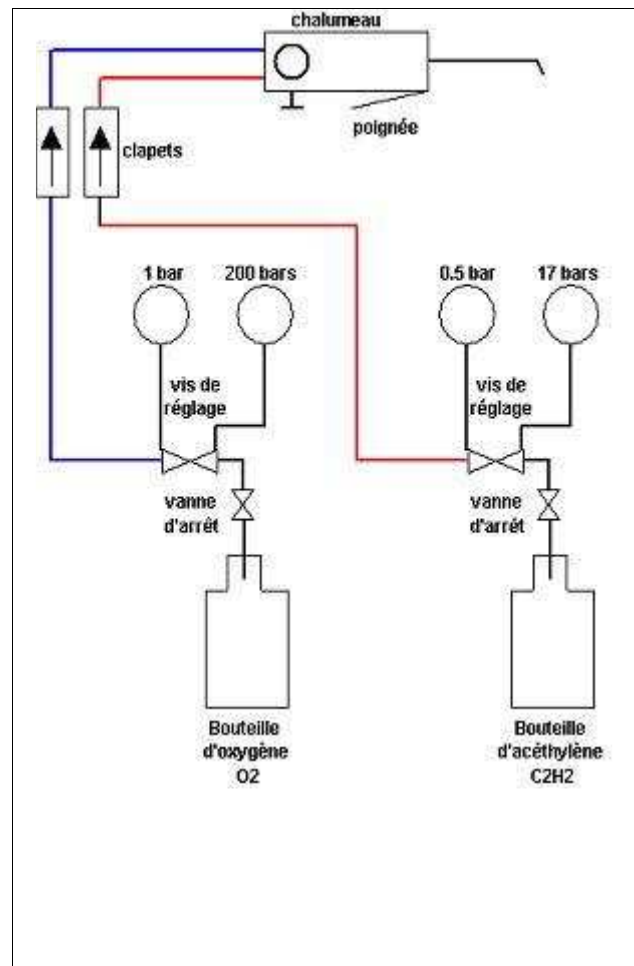 chalumeau
poignée
clapets
1 bar
200 bars
0.5 bar
17 bars
vis de
réglage
vis de
réglage
vanne
d'arrêt
vanne
d'arrêt
Bouteille
d'oxygène
O2
Bouteille
d'acéthylène
C2H2